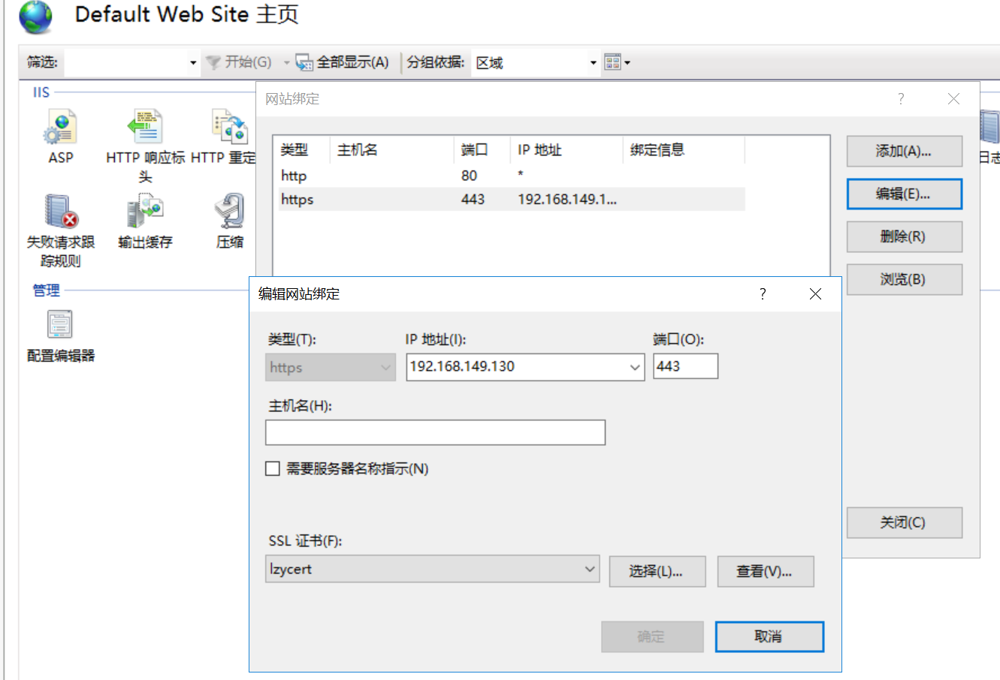 Default Web Site 主页
筛选:
开始(G)
全部显示(A)
分组依据:
区域
IIS
ASP
HTTP 响应标
头
HTTP 重定
日志
失败请求跟
踪规则
输出缓存
压缩
管理
配置编辑器
网站绑定
?
类型 主机名 端口 IP 地址 绑定信息
http 80 *
https 443 192.168.149.1...
添加(A)...
编辑(E)...
删除(R)
浏览(B)
关闭(C)
编辑网站绑定
?
类型(T): IP 地址(I): 端口(O):
https 192.168.149.130 443
主机名(H):
需要服务器名称指示(N)
SSL 证书(F):
lzycert
选择(L)...
查看(V)...
确定
取消